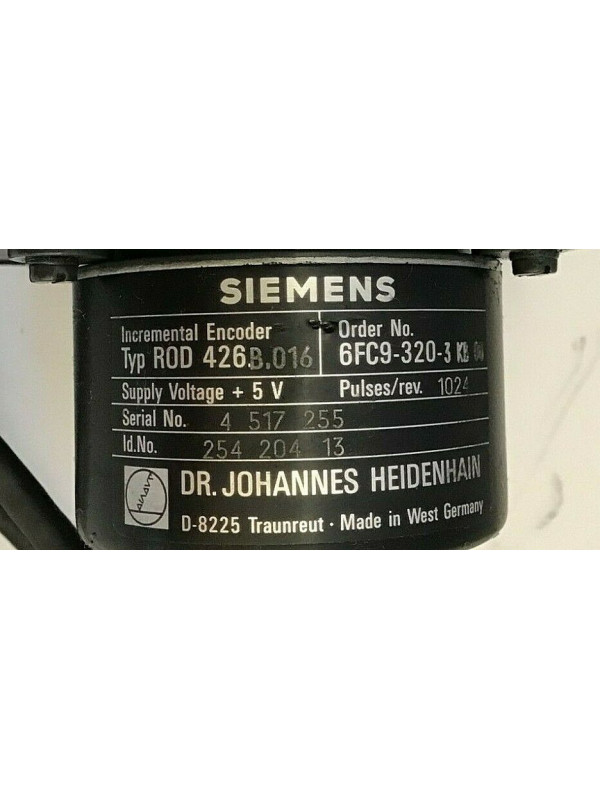 SIEMENS
Incremental Encoder
Typ ROD 426.B.016
Order No.
6FC9-320-3
Supply Voltage + 5 V
Pulses/rev. 1024
Serial No. 4 517 255
Id.No. 254 204 13
DR. JOHANNES HEIDENHAIN
D-8225 Traunreut · Made in West Germany